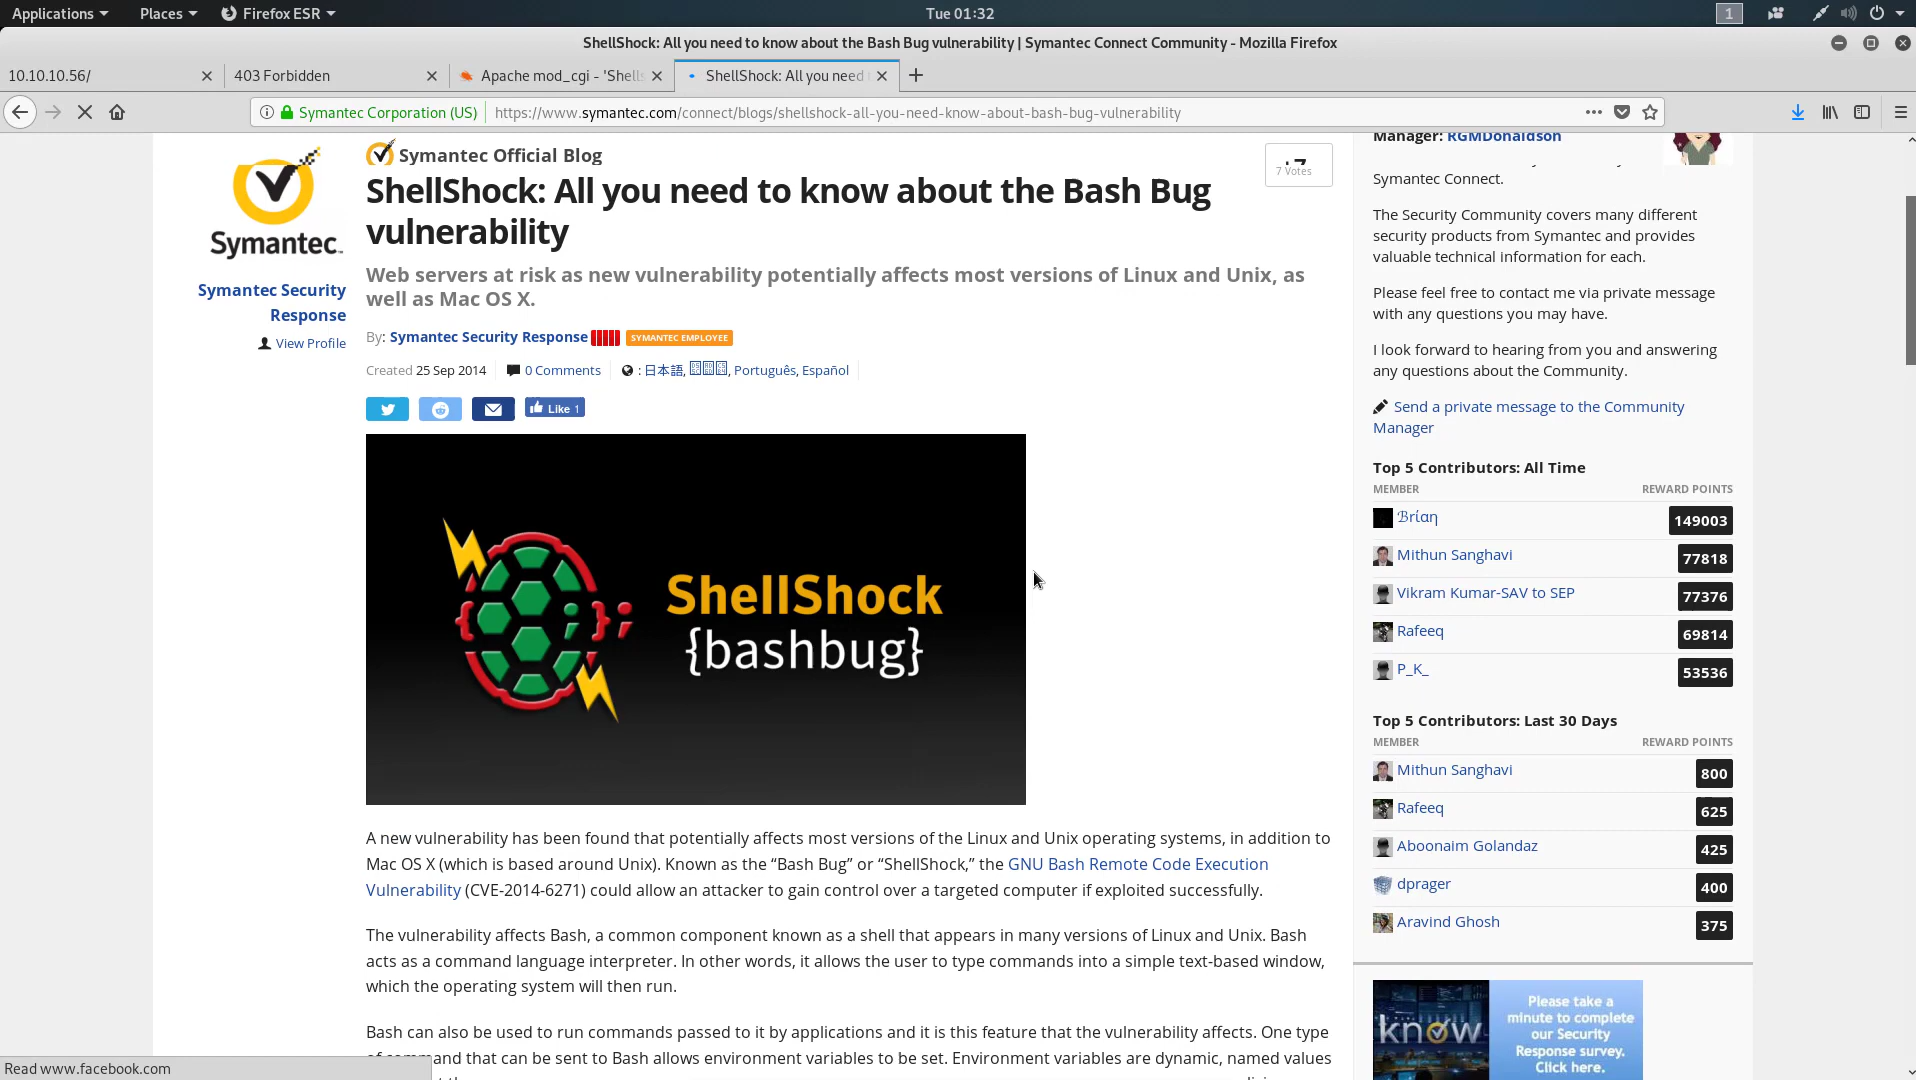 Applications Places Firefox ESR Tue 01:32 1
ShellShock: All you need to know about the Bash Bug vulnerability | Symantec Connect Community - Mozilla Firefox
10.10.10.56/ 403 Forbidden Apache mod_cgi - 'Shells ShellShock: All you need
Symantec Corporation (US) https://www.symantec.com/connect/blogs/shellshock-all-you-need-know-about-bash-bug-vulnerability
Symantec.
Symantec Security
Response
View Profile
Symantec Official Blog
7 Votes
ShellShock: All you need to know about the Bash Bug
vulnerability
Web servers at risk as new vulnerability potentially affects most versions of Linux and Unix, as
well as Mac OS X.
By: Symantec Security Response SYMANTEC EMPLOYEE
Created 25 Sep 2014 0 Comments : 日本語, Português, Español
Like 1
ShellShock
{bashbug}
A new vulnerability has been found that potentially affects most versions of the Linux and Unix operating systems, in addition to
Mac OS X (which is based around Unix). Known as the “Bash Bug” or “ShellShock,” the GNU Bash Remote Code Execution
Vulnerability (CVE-2014-6271) could allow an attacker to gain control over a targeted computer if exploited successfully.
The vulnerability affects Bash, a common component known as a shell that appears in many versions of Linux and Unix. Bash
acts as a command language interpreter. In other words, it allows the user to type commands into a simple text-based window,
which the operating system will then run.
Bash can also be used to run commands passed to it by applications and it is this feature that the vulnerability affects. One type
of command that can be sent to Bash allows environment variables to be set. Environment variables are dynamic, named values
Manager: RGMDonaldson
Symantec Connect.
The Security Community covers many different
security products from Symantec and provides
valuable technical information for each.
Please feel free to contact me via private message
with any questions you may have.
I look forward to hearing from you and answering
any questions about the Community.
Send a private message to the Community
Manager
Top 5 Contributors: All Time
MEMBER REWARD POINTS
ℬríαη 149003
Mithun Sanghavi 77818
Vikram Kumar-SAV to SEP 77376
Rafeeq 69814
P_K_ 53536
Top 5 Contributors: Last 30 Days
MEMBER REWARD POINTS
Mithun Sanghavi 800
Rafeeq 625
Aboonaim Golandaz 425
dprager 400
Aravind Ghosh 375
know
Please take a
minute to complete
our Security
Response survey.
Click here.
Read www.facebook.com